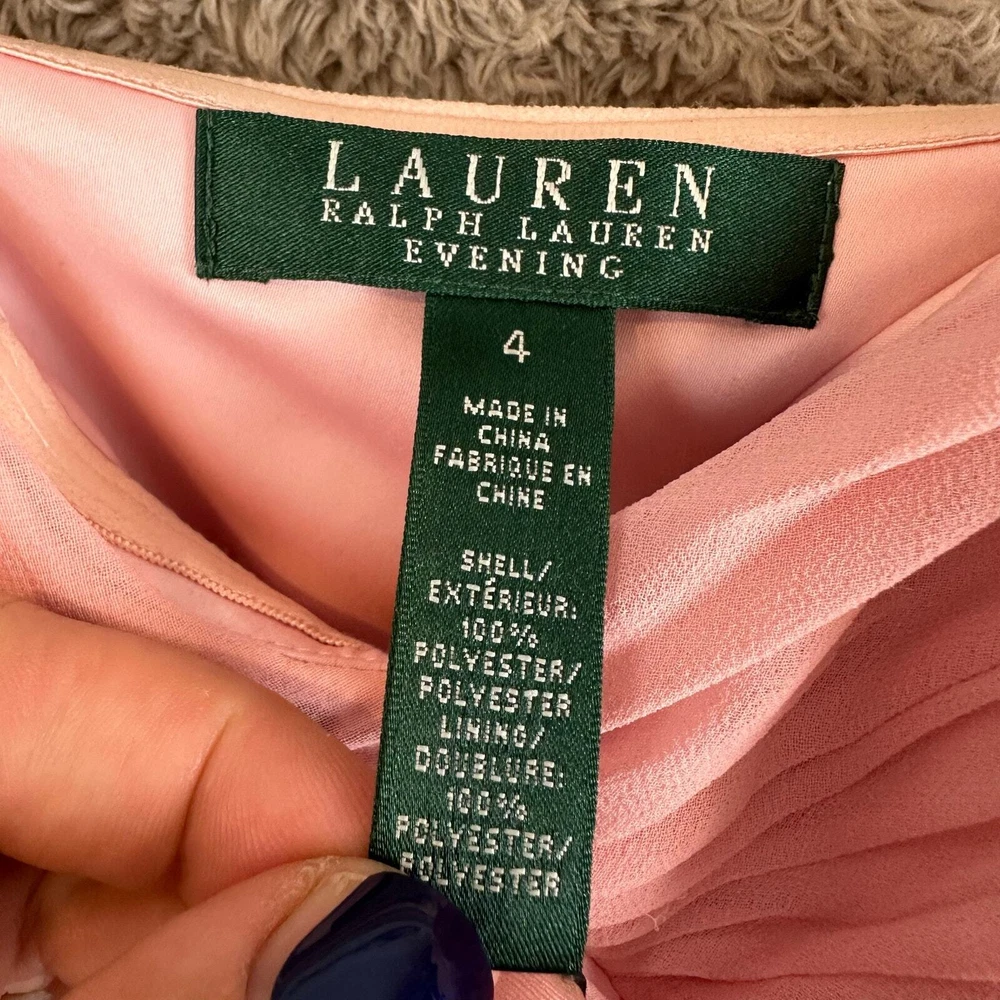 LAUREN
RALPH LAUREN
EVENING
4
MADE IN
CHINA
FABRIQUE EN
CHINE
SHELL/
EXTÉRIEUR:
100%
POLYESTER/
POLYESTER
LINING/
DOUBLURE:
100%
POLYESTER/
POLYESTER